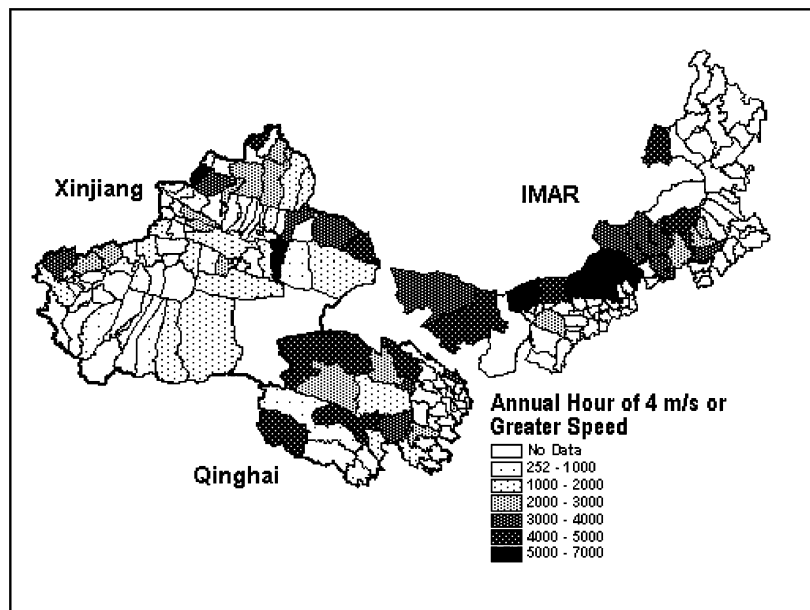 Xinjiang
IMAR
Qinghai
Annual Hour of 4 m/s or
Greater Speed
No Data
252 - 1000
1000 - 2000
2000 - 3000
3000 - 4000
4000 - 5000
5000 - 7000